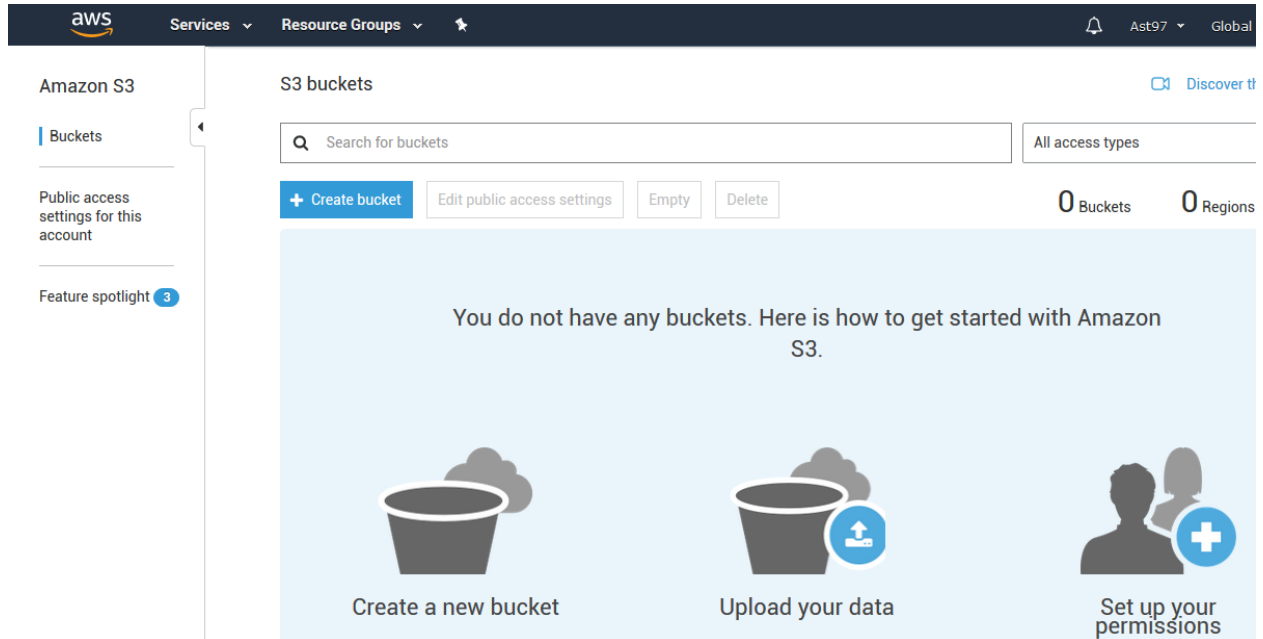 aws Services Resource Groups Ast97 Global
Amazon S3
Buckets
Public access
settings for this
account
Feature spotlight 3
S3 buckets
Discover th
Search for buckets
All access types
Create bucket Edit public access settings Empty Delete
0 Buckets 0 Regions
You do not have any buckets. Here is how to get started with Amazon
S3.
Create a new bucket
Upload your data
Set up your
permissions